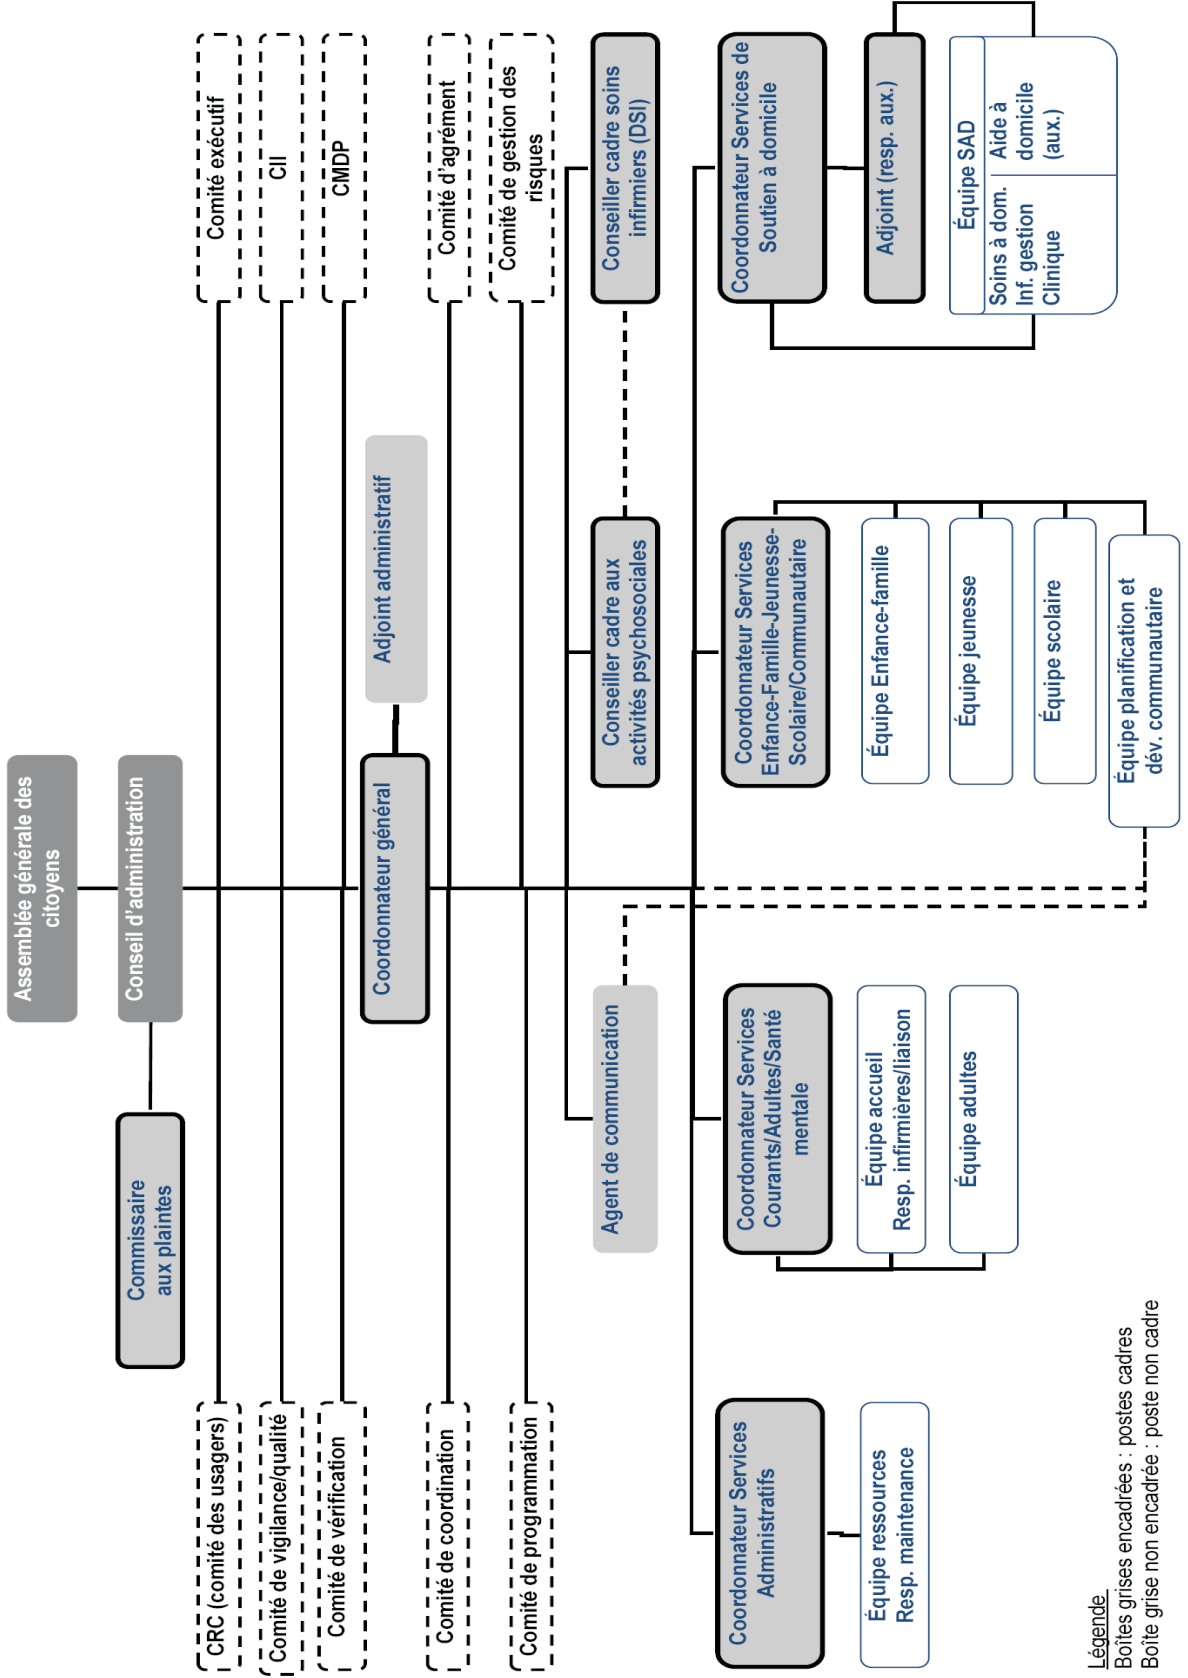 Assemblée générale des
citoyens
Conseil d'administration
Commissaire
aux plaintes
CRC (comité des usagers)
Comité exécutif
Comité de vigilance/qualité
CII
Comité de vérification
CMDP
Coordonnateur général
Adjoint administratif
Comité de coordination
Comité d'agrément
Comité de programmation
Comité de gestion des
risques
Agent de communication
Conseiller cadre aux
activités psychosociales
Conseiller cadre soins
infirmiers (DSI)
Coordonnateur Services
Administratifs
Équipe ressources
Resp. maintenance
Coordonnateur Services
Courants/Adultes/Santé
mentale
Équipe accueil
Resp. infirmières/liaison
Équipe adultes
Coordonnateur Services
Enfance-Famille-Jeunesse-
Scolaire/Communautaire
Équipe Enfance-famille
Équipe jeunesse
Équipe scolaire
Équipe planification et
dév. communautaire
Coordonnateur Services de
Soutien à domicile
Adjoint (resp. aux.)
Équipe SAD
Soins à dom.
Inf. gestion
Clinique
Aide à
domicile
(aux.)
Légende
Boîtes grises encadrées : postes cadres
Boîte grise non encadrée : poste non cadre